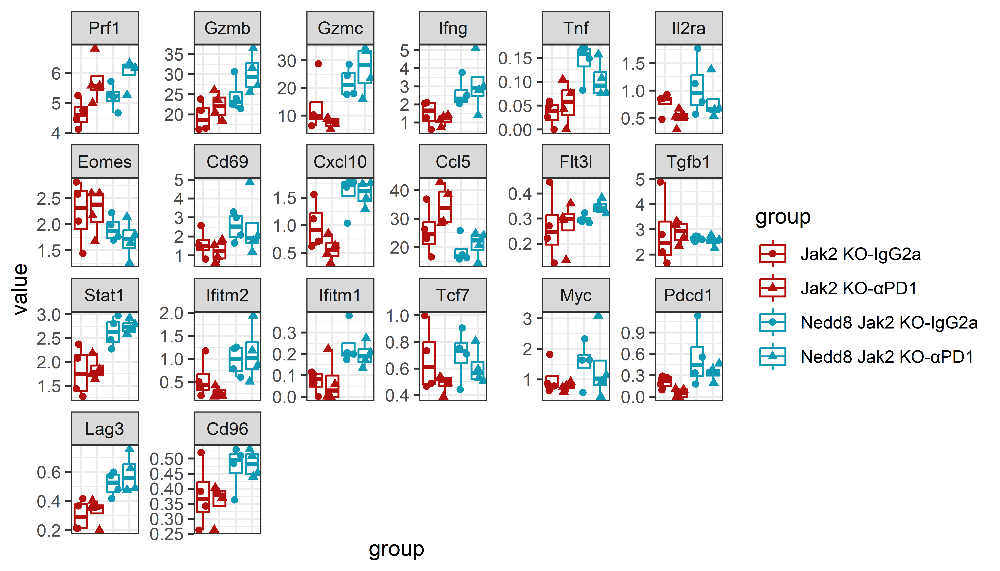 Prf1 Gzmb Gzmc Ifng Tnf Il2ra
6 5 4
35 30 25 20
30 20 10
5 4 3 2 1
0.15 0.10 0.05 0.00
1.5 1.0 0.5
Eomes Cd69 Cxcl10 Ccl5 Flt3l Tgfb1
2.5 2.0 1.5
5 4 3 2 1
1.5 1.0 0.5
40 30 20
0.4 0.3 0.2
5 4 3 2
Stat1 Ifitm2 Ifitm1 Tcf7 Myc Pdcd1
3.0 2.5 2.0 1.5
2.0 1.5 1.0 0.5
0.3 0.2 0.1 0.0
1.0 0.8 0.6 0.4
3 2 1
0.9 0.6 0.3 0.0
Lag3 Cd96
0.6 0.4 0.2
0.50 0.45 0.40 0.35 0.30 0.25
value
group
group
Jak2 KO-IgG2a
Jak2 KO-αPD1
Nedd8 Jak2 KO-IgG2a
Nedd8 Jak2 KO-αPD1